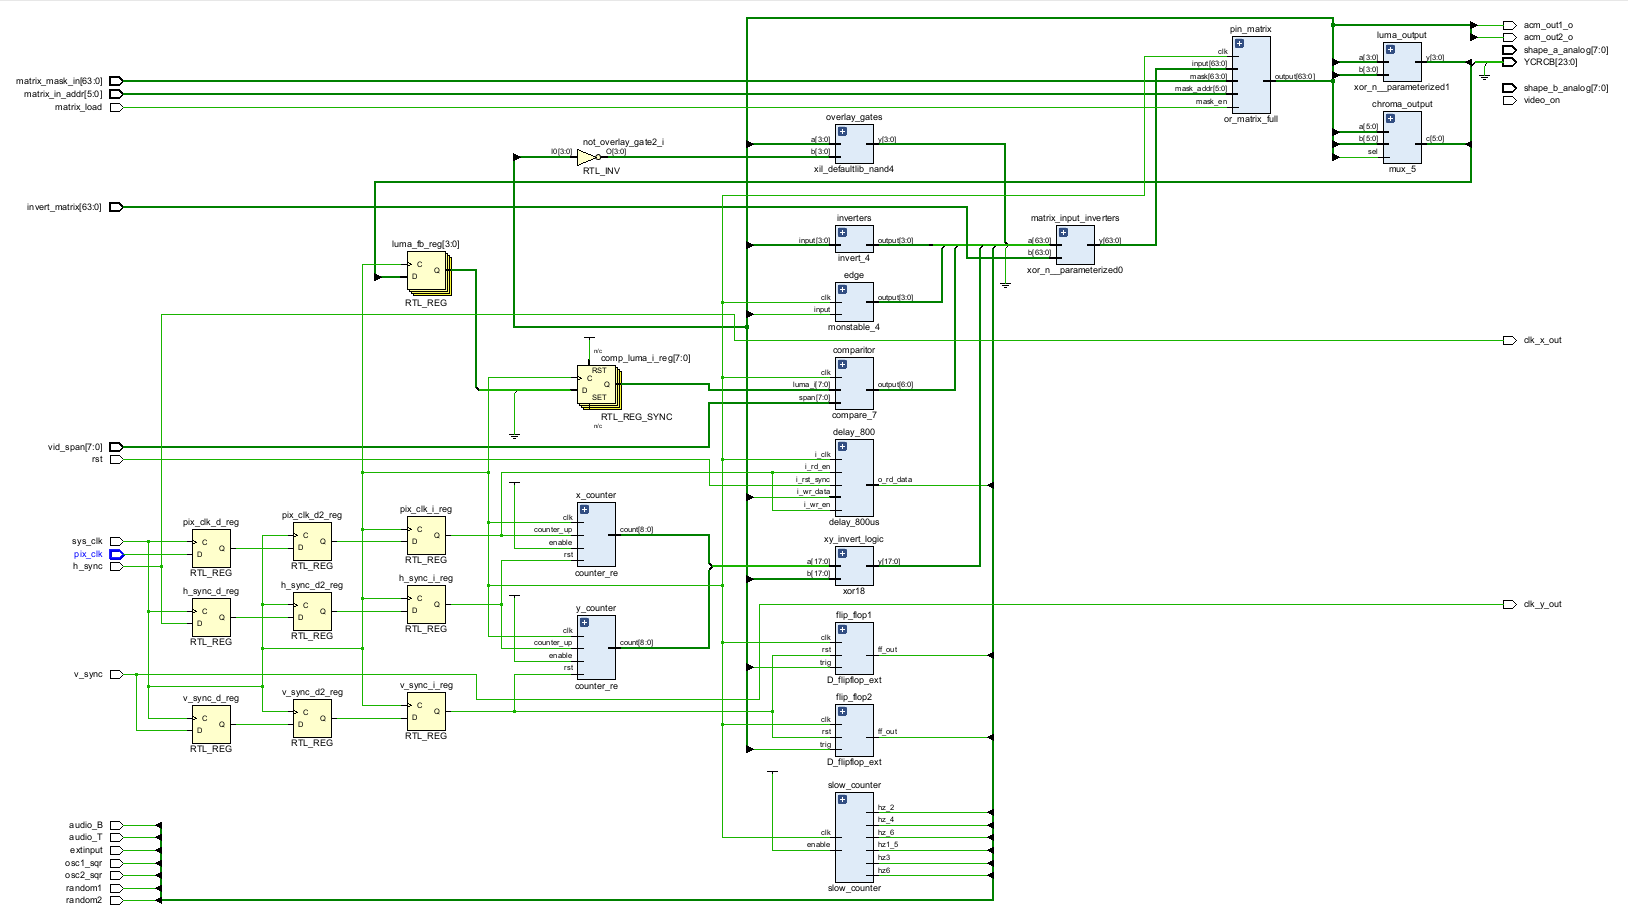 acm_out1_o
pin_matrix
luma_output
acm_out2_o
clk
a[3:0]
y[3:0]
shape_a_analog[7:0]
input[63:0]
YCRCB[23:0]
b[3:0]
matrix_mask_in[63:0]
mask[63:0]
output[63:0]
xor_n__parameterized1
shape_b_analog[7:0]
matrix_in_addr[5:0]
mask_addr[5:0]
video_on
matrix_load
mask_en
chroma_output
or_matrix_full
overlay_gates
a[5:0]
not_overlay_gate2_i
a[3:0]
y[3:0]
b[5:0]
c[5:0]
I0[3:0]
O[3:0]
b[3:0]
sel
RTL_INV
xil_defaultlib_nand4
mux_5
invert_matrix[63:0]
inverters
matrix_input_inverters
luma_fb_reg[3:0]
input[3:0]
output[3:0]
a[63:0]
y[63:0]
b[63:0]
C
Q
D
invert_4
xor_n__parameterized0
edge
RTL_REG
clk
output[3:0]
input
monstable_4
clk_x_out
n/c
comp_luma_i_reg[7:0]
comparitor
RST
C
Q
D
SET
clk
luma_i[7:0]
output[6:0]
span[7:0]
RTL_REG_SYNC
compare_7
n/c
delay_800
vid_span[7:0]
rst
i_clk
i_rd_en
i_rst_sync
o_rd_data
i_wr_data
i_wr_en
delay_800us
x_counter
pix_clk_d_reg
pix_clk_d2_reg
pix_clk_i_reg
clk
counter_up
count[8:0]
enable
rst
counter_re
sys_clk
pix_clk
h_sync
C
Q
D
RTL_REG
C
Q
D
RTL_REG
C
Q
D
RTL_REG
xy_invert_logic
a[17:0]
y[17:0]
b[17:0]
xor18
h_sync_d_reg
h_sync_d2_reg
h_sync_i_reg
C
Q
D
RTL_REG
C
Q
D
RTL_REG
C
Q
D
RTL_REG
y_counter
clk
counter_up
count[8:0]
enable
rst
counter_re
clk_y_out
flip_flop1
clk
rst
ff_out
trig
D_flipflop_ext
v_sync
v_sync_d_reg
v_sync_d2_reg
v_sync_i_reg
C
Q
D
RTL_REG
C
Q
D
RTL_REG
C
Q
D
RTL_REG
flip_flop2
clk
rst
ff_out
trig
D_flipflop_ext
slow_counter
hz_2
hz_4
clk
hz_6
enable
hz1_5
hz3
hz6
slow_counter
audio_B
audio_T
extinput
osc1_sqr
osc2_sqr
random1
random2